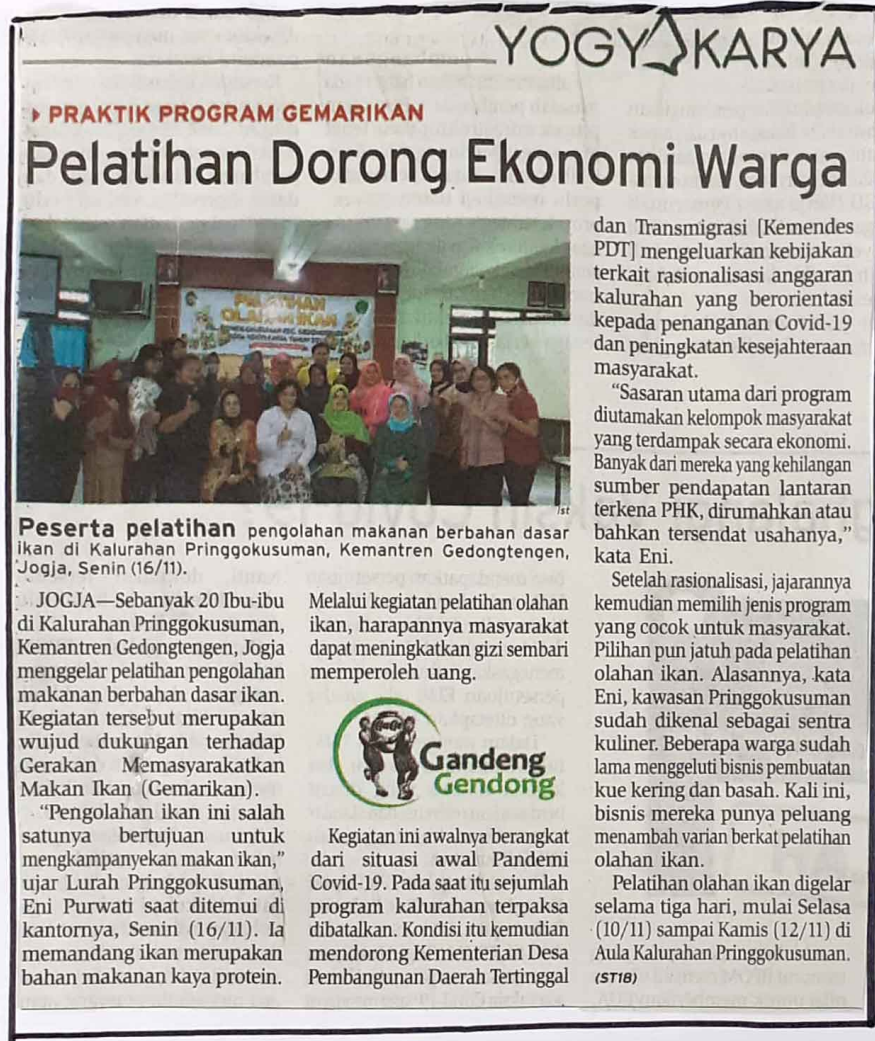 YOGYAKARYA
PRAKTIK PROGRAM GEMARIKAN
Pelatihan Dorong Ekonomi Warga
PELATIHAN
OLAHAN IKAN
Ist
Peserta pelatihan pengolahan makanan berbahan dasar
ikan di Kalurahan Pringgokusuman, Kemantren Gedongtengen,
Jogja, Senin (16/11).
JOGJA—Sebanyak 20 Ibu-ibu
di Kalurahan Pringgokusuman,
Kemantren Gedongtengen, Jogja
menggelar pelatihan pengolahan
makanan berbahan dasar ikan.
Kegiatan tersebut merupakan
wujud dukungan terhadap
Gerakan Memasyarakatkan
Makan Ikan (Gemarikan).
"Pengolahan ikan ini salah
satunya bertujuan untuk
mengkampanyekan makan ikan,"
ujar Lurah Pringgokusuman,
Eni Purwati saat ditemui di
kantornya, Senin (16/11). Ia
memandang ikan merupakan
bahan makanan kaya protein.
Melalui kegiatan pelatihan olahan
ikan, harapannya masyarakat
dapat meningkatkan gizi sembari
memperoleh uang.
Gandeng
Gendong
Kegiatan ini awalnya berangkat
dari situasi awal Pandemi
Covid-19. Pada saat itu sejumlah
program kalurahan terpaksa
dibatalkan. Kondisi itu kemudian
mendorong Kementerian Desa
Pembangunan Daerah Tertinggal
dan Transmigrasi [Kemendes
PDT] mengeluarkan kebijakan
terkait rasionalisasi anggaran
kalurahan yang berorientasi
kepada penanganan Covid-19
dan peningkatan kesejahteraan
masyarakat.
"Sasaran utama dari program
diutamakan kelompok masyarakat
yang terdampak secara ekonomi.
Banyak dari mereka yang kehilangan
sumber pendapatan lantaran
terkena PHK, dirumahkan atau
bahkan tersendat usahanya,"
kata Eni.
Setelah rasionalisasi, jajarannya
kemudian memilih jenis program
yang cocok untuk masyarakat.
Pilihan pun jatuh pada pelatihan
olahan ikan. Alasannya, kata
Eni, kawasan Pringgokusuman
sudah dikenal sebagai sentra
kuliner. Beberapa warga sudah
lama menggeluti bisnis pembuatan
kue kering dan basah. Kali ini,
bisnis mereka punya peluang
menambah varian berkat pelatihan
olahan ikan.
Pelatihan olahan ikan digelar
selama tiga hari, mulai Selasa
(10/11) sampai Kamis (12/11) di
Aula Kalurahan Pringgokusuman.
(ST18)